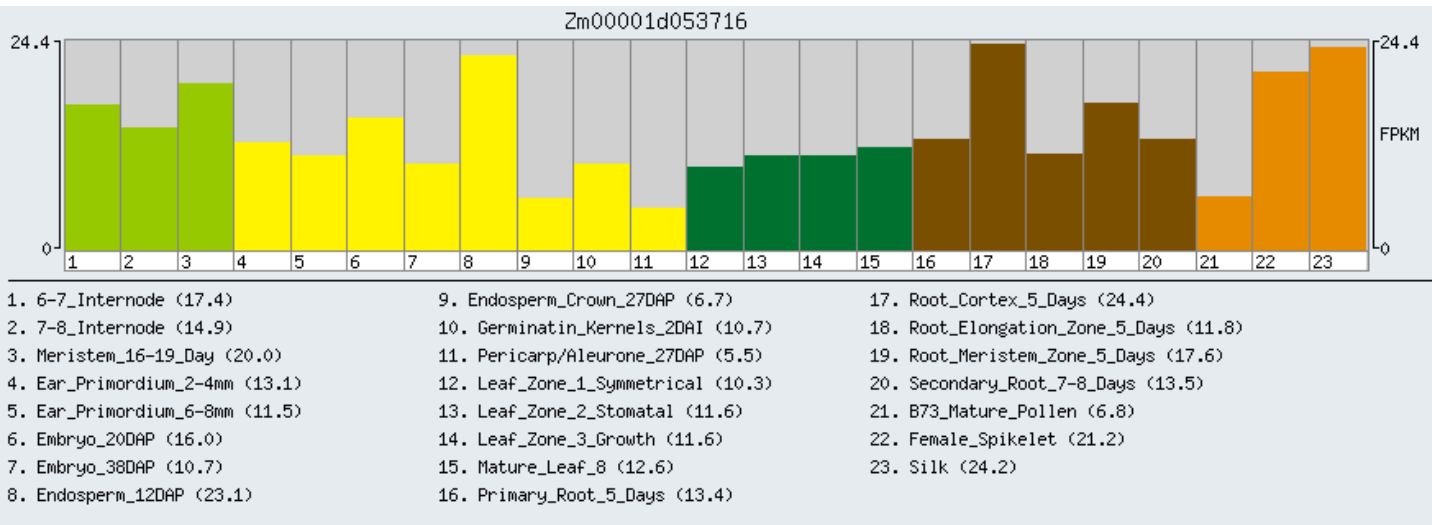 Zm00001d053716
24.4
24.4
FPKM
0
0
1 2 3 4 5 6 7 8 9 10 11 12 13 14 15 16 17 18 19 20 21 22 23
1. 6-7_Internode (17.4)
2. 7-8_Internode (14.9)
3. Meristem_16-19_Day (20.0)
4. Ear_Primordium_2-4mm (13.1)
5. Ear_Primordium_6-8mm (11.5)
6. Embryo_20DAP (16.0)
7. Embryo_38DAP (10.7)
8. Endosperm_12DAP (23.1)
9. Endosperm_Crown_27DAP (6.7)
10. Germinatin_Kernels_2DAI (10.7)
11. Pericarp/Aleurone_27DAP (5.5)
12. Leaf_Zone_1_Symmetrical (10.3)
13. Leaf_Zone_2_Stomatal (11.6)
14. Leaf_Zone_3_Growth (11.6)
15. Mature_Leaf_8 (12.6)
16. Primary_Root_5_Days (13.4)
17. Root_Cortex_5_Days (24.4)
18. Root_Elongation_Zone_5_Days (11.8)
19. Root_Meristem_Zone_5_Days (17.6)
20. Secondary_Root_7-8_Days (13.5)
21. B73_Mature_Pollen (6.8)
22. Female_Spikelet (21.2)
23. Silk (24.2)